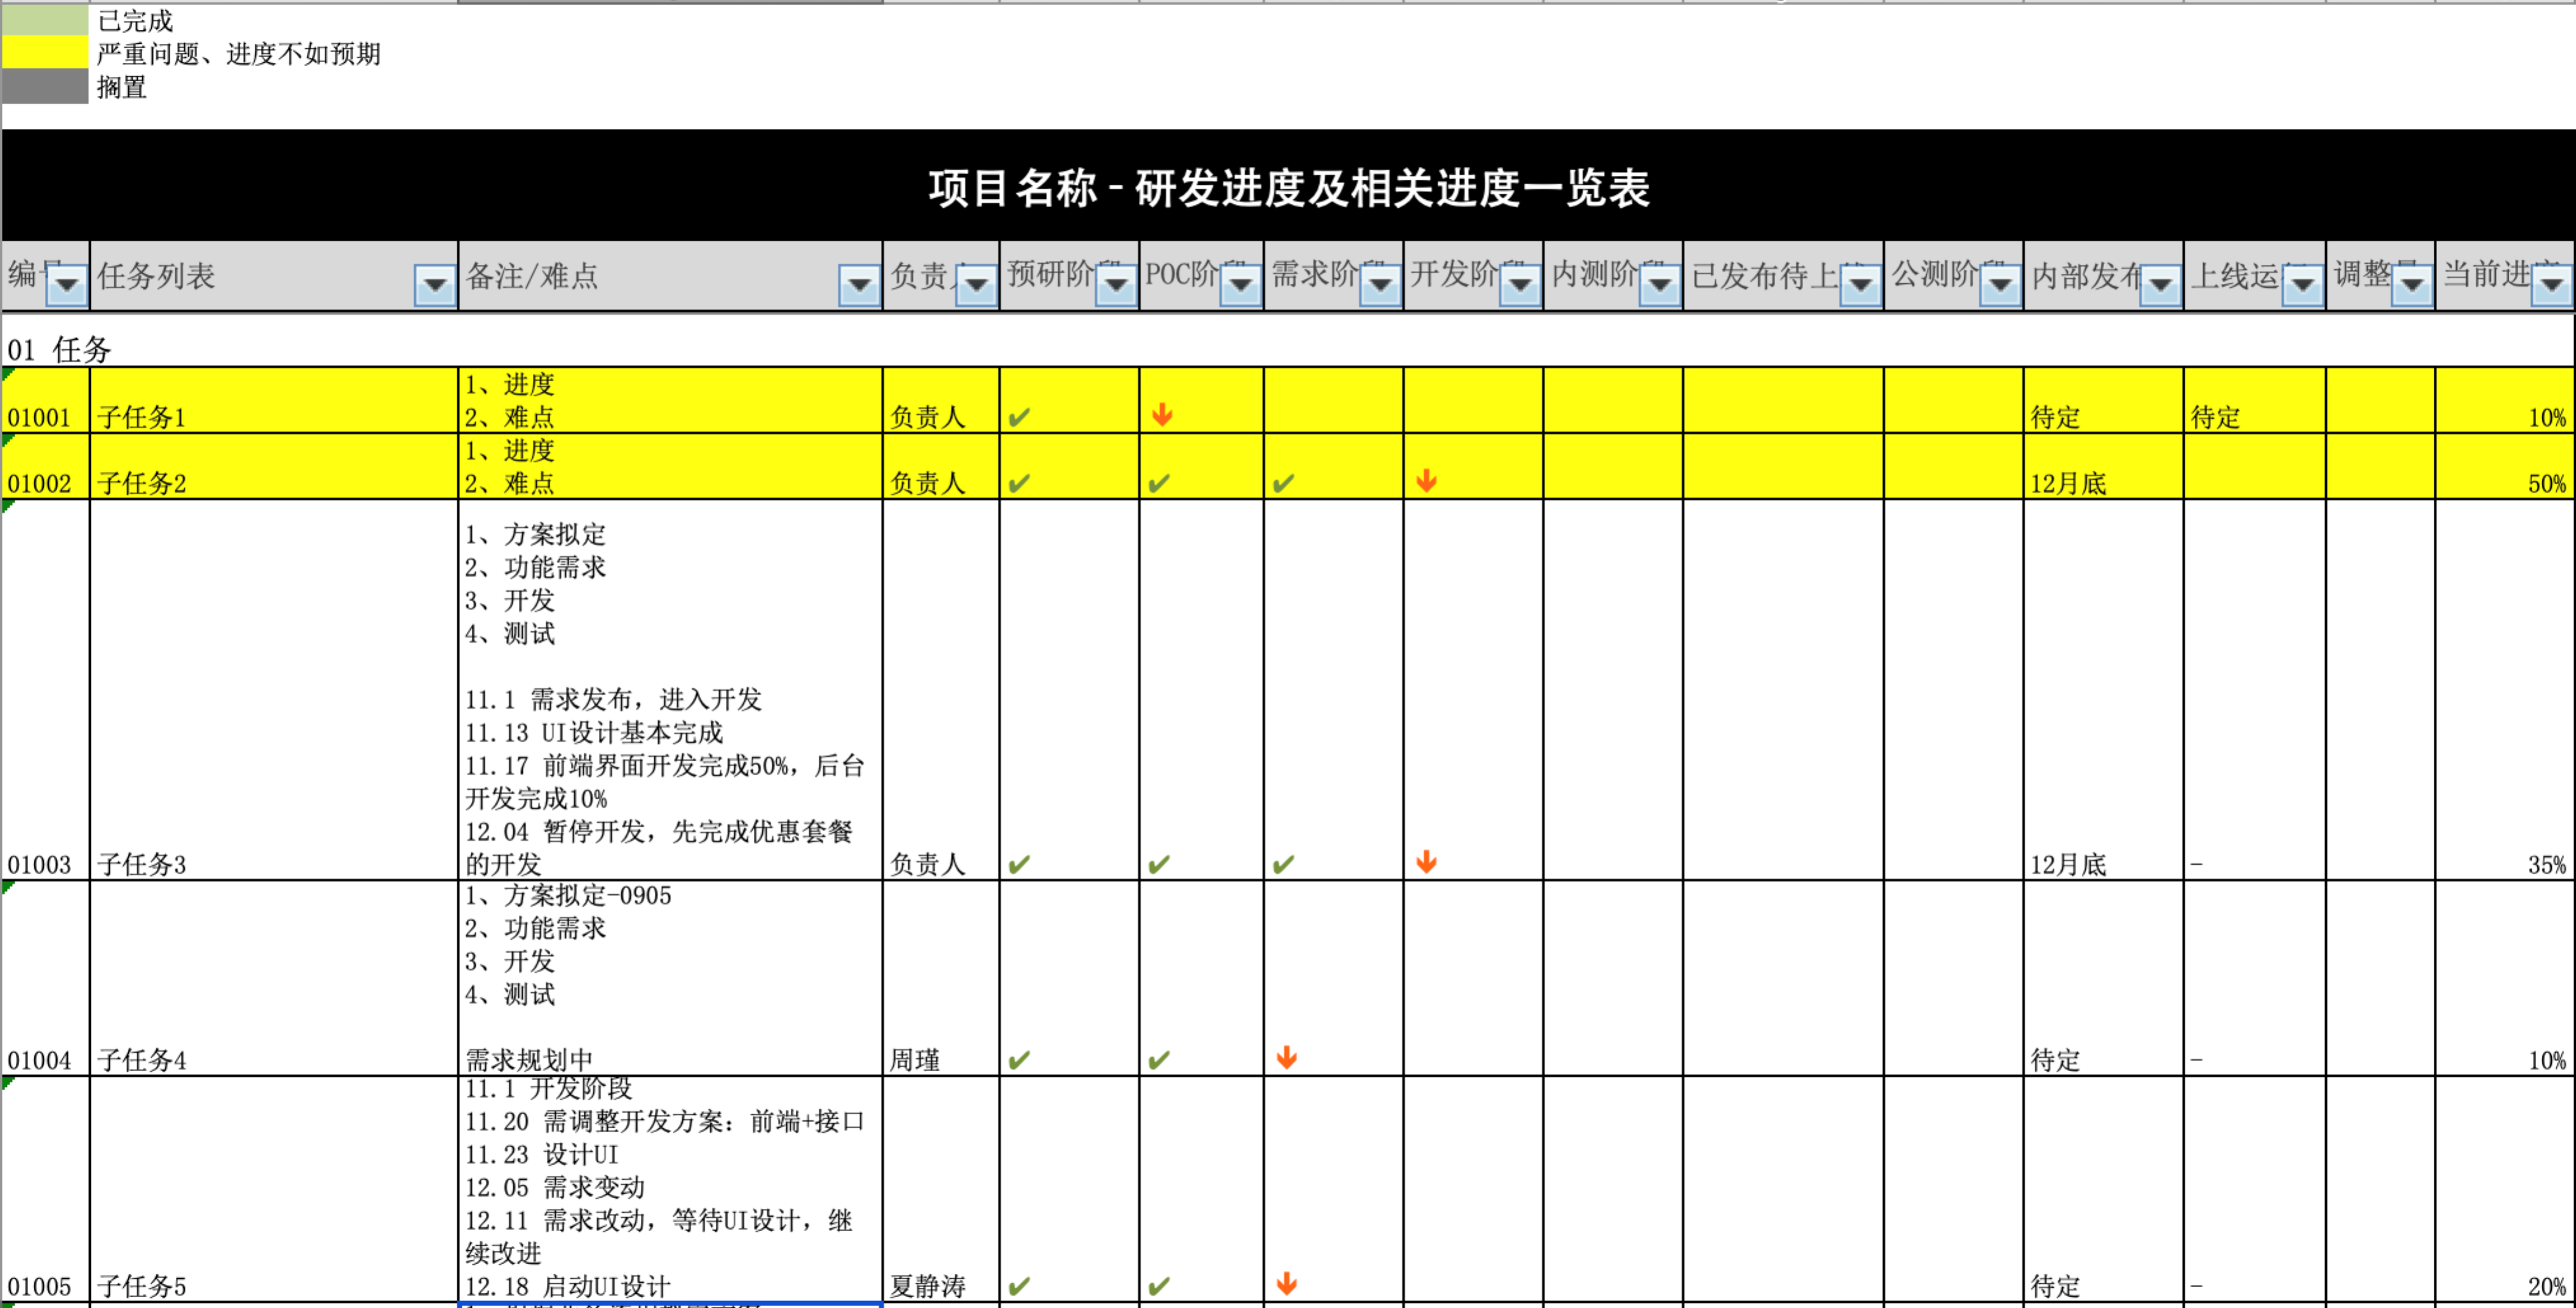 已完成
严重问题、进度不如预期
搁置
项目名称-研发进度及相关进度一览表
编号 任务列表 备注/难点 负责人 预研阶段 POC阶段 需求阶段 开发阶段 内测阶段 已发布待上线 公测阶段 内部发布 上线运 调整 当前进度
01 任务
1、进度
01001 子任务1 2、难点 负责人 ✔ ↓ 待定 待定 10%
1、进度
01002 子任务2 2、难点 负责人 ✔ ✔ ✔ ↓ 12月底 50%
1、方案拟定
2、功能需求
3、开发
4、测试
11.1 需求发布，进入开发
11.13 UI设计基本完成
11.17 前端界面开发完成50%，后台
开发完成10%
12.04 暂停开发，先完成优惠套餐
01003 子任务3 的开发 负责人 ✔ ✔ ✔ ↓ 12月底 - 35%
1、方案拟定-0905
2、功能需求
3、开发
4、测试
01004 子任务4 需求规划中 周瑾 ✔ ✔ ↓ 待定 - 10%
11.1 开发阶段
11.20 需调整开发方案：前端+接口
11.23 设计UI
12.05 需求变动
12.11 需求改动，等待UI设计，继
续改进
01005 子任务5 12.18 启动UI设计 夏静涛 ✔ ✔ ↓ 待定 - 20%